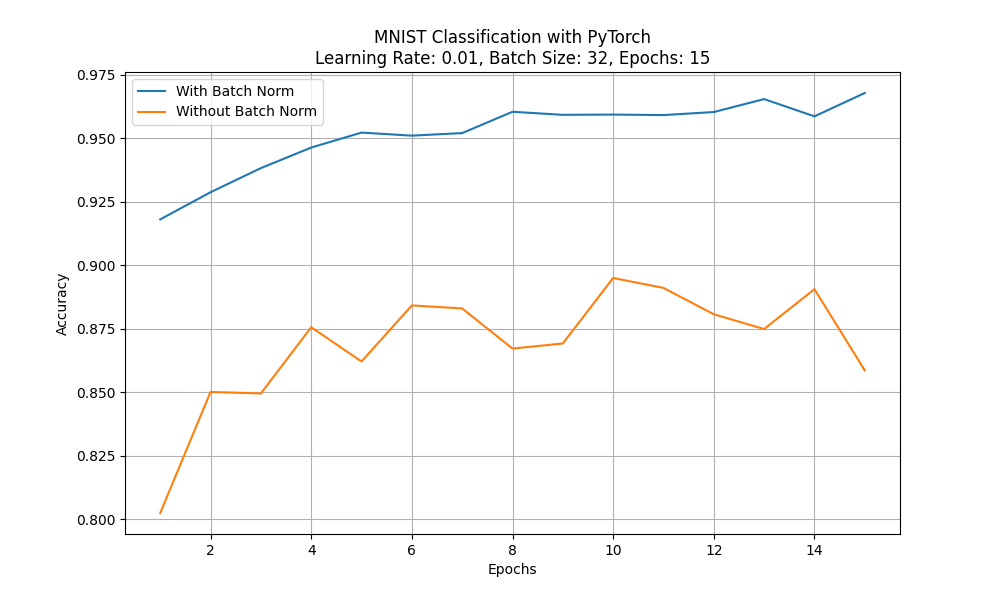 MNIST Classification with PyTorch
Learning Rate: 0.01, Batch Size: 32, Epochs: 15
With Batch Norm
Without Batch Norm
0.975
0.950
0.925
0.900
0.875
0.850
0.825
0.800
Accuracy
2 4 6 8 10 12 14
Epochs